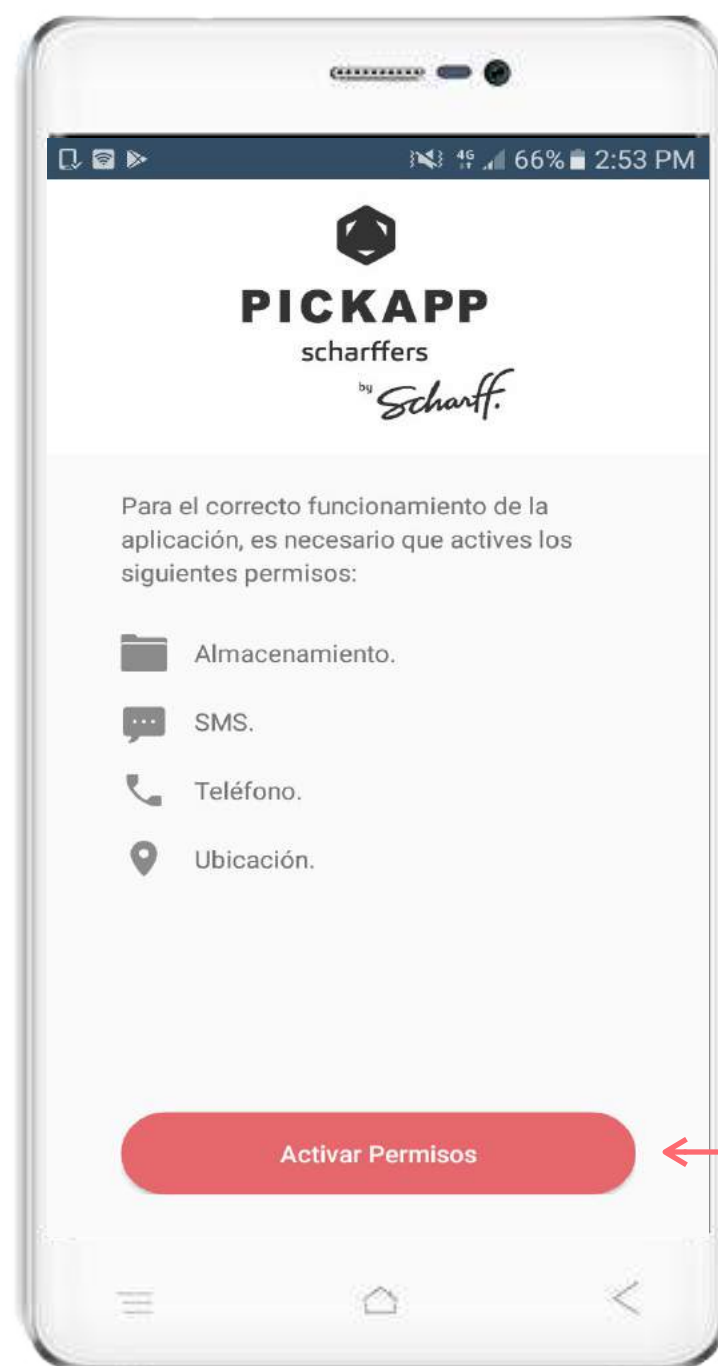 4G 66% 2:53 PM
PICKAPP
scharffers
by Scharff.
Para el correcto funcionamiento de la
aplicación, es necesario que actives los
siguientes permisos:
Almacenamiento.
SMS.
Teléfono.
Ubicación.
Activar Permisos